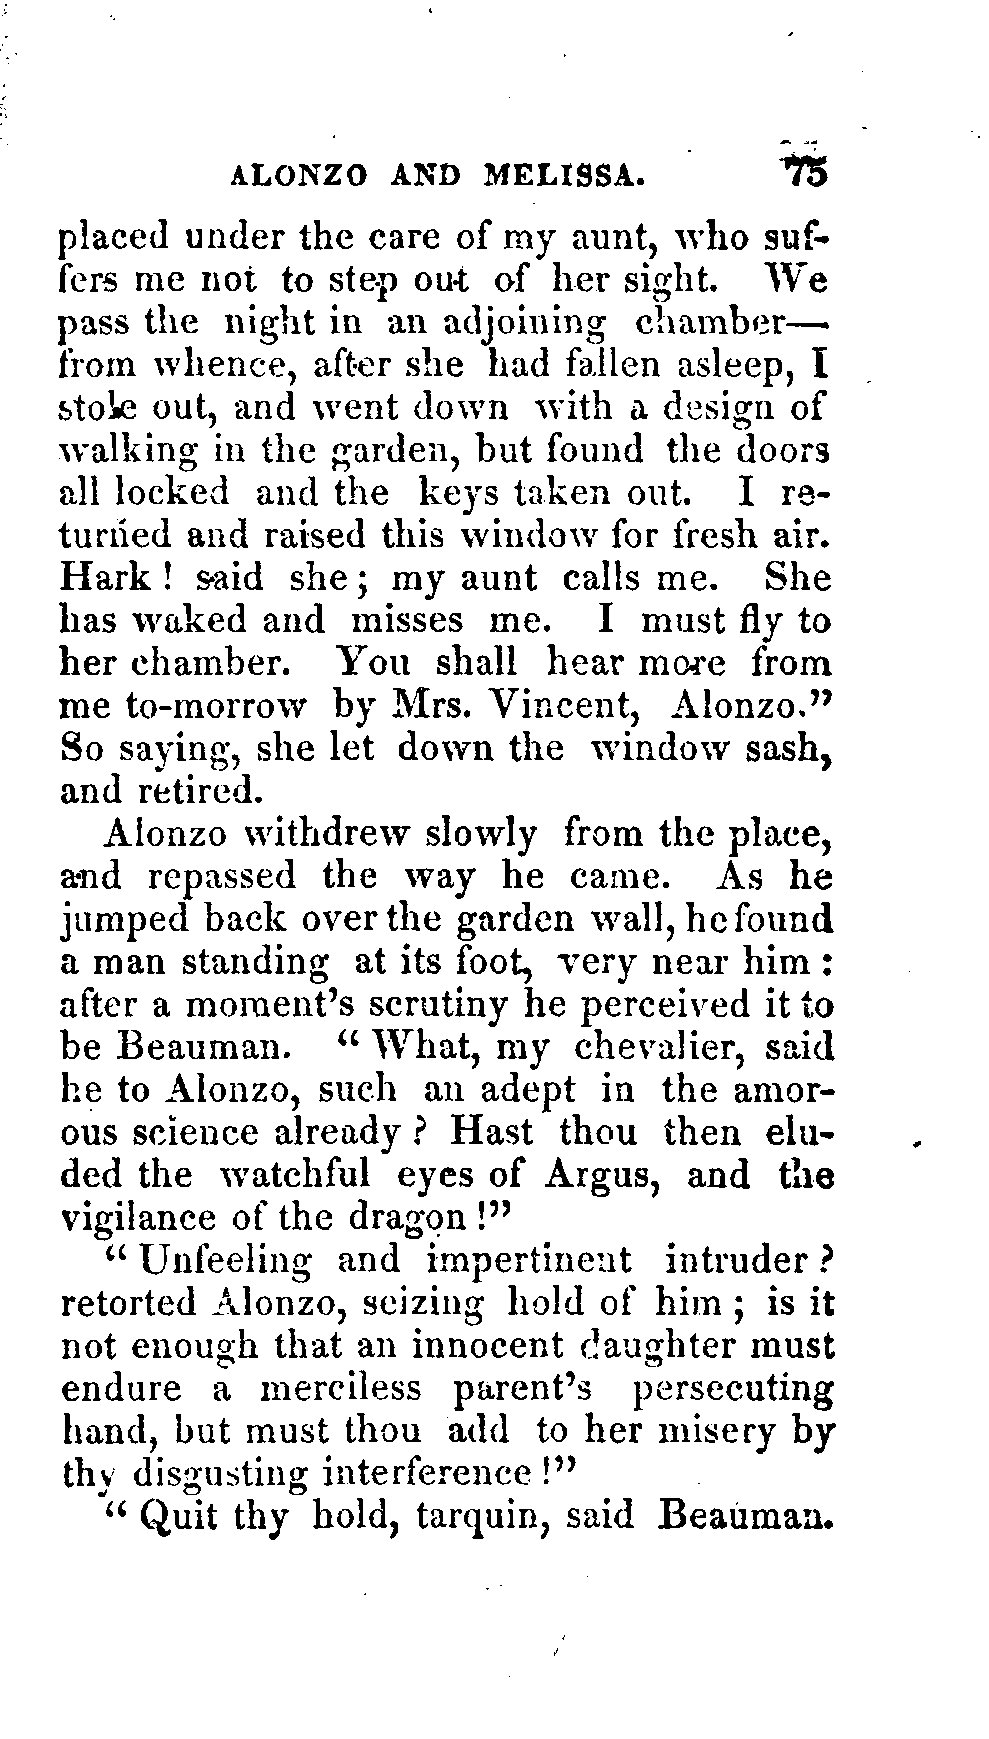 ALONZO AND MELISSA. 75
placed under the care of my aunt, who suf-
fers me not to step out of her sight. We
pass the night in an adjoining chamber—
from whence, after she had fallen asleep, I
stole out, and went down with a design of
walking in the garden, but found the doors
all locked and the keys taken out. I re-
turned and raised this window for fresh air.
Hark ! said she ; my aunt calls me. She
has waked and misses me. I must fly to
her chamber. You shall hear more from
me to-morrow by Mrs. Vincent, Alonzo.”
So saying, she let down the window sash,
and retired.
Alonzo withdrew slowly from the place,
and repassed the way he came. As he
jumped back over the garden wall, he found
a man standing at its foot, very near him :
after a moment’s scrutiny he perceived it to
be Beauman. “ What, my chevalier, said
he to Alonzo, such an adept in the amor-
ous science already ? Hast thou then elu-
ded the watchful eyes of Argus, and the
vigilance of the dragon !”
“ Unfeeling and impertinent intruder ?
retorted Alonzo, seizing hold of him ; is it
not enough that an innocent daughter must
endure a merciless parent’s persecuting
hand, but must thou add to her misery by
thy disgusting interference !”
“ Quit thy hold, tarquin, said Beauman.